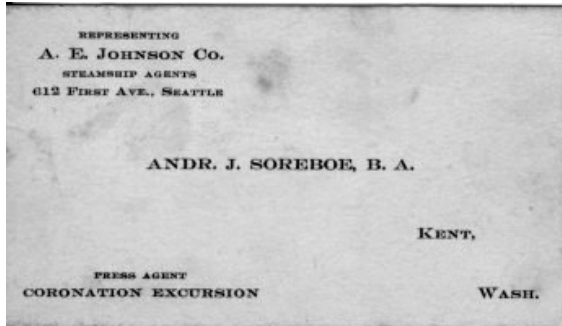 REPRESENTING
A. E. JOHNSON CO.
STEAMSHIP AGENTS
612 FIRST AVE., SEATTLE
ANDR. J. SOREBOE, B. A.
KENT,
WASH.
PRESS AGENT
CORONATION EXCURSION